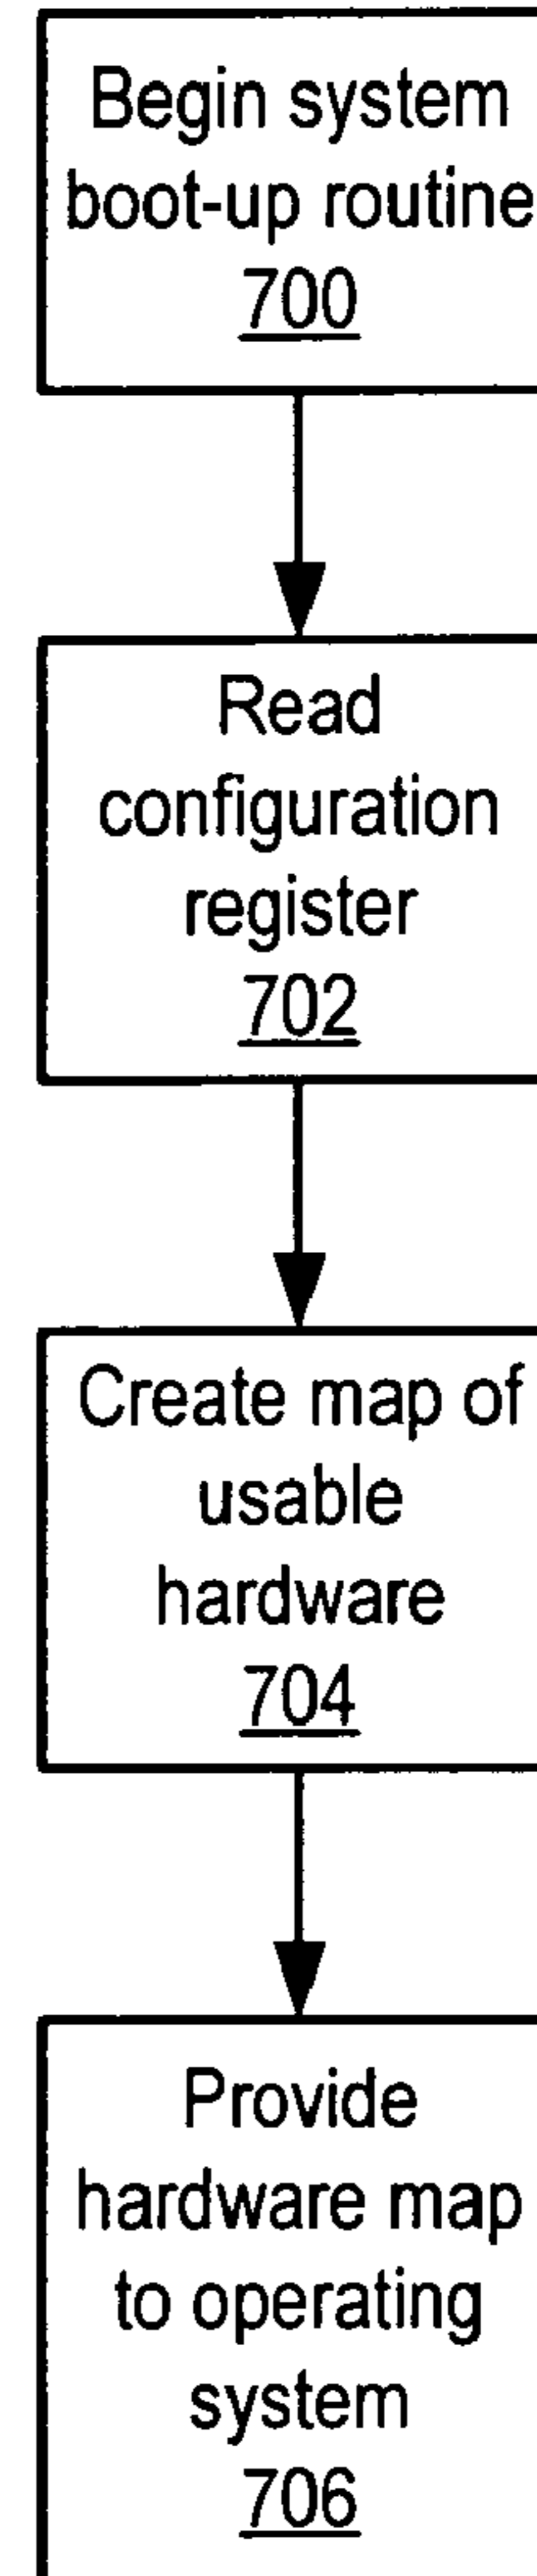 Begin system
boot-up routine
700
Read
configuration
register
702
Create map of
usable
hardware
704
Provide
hardware map
to operating
system
706